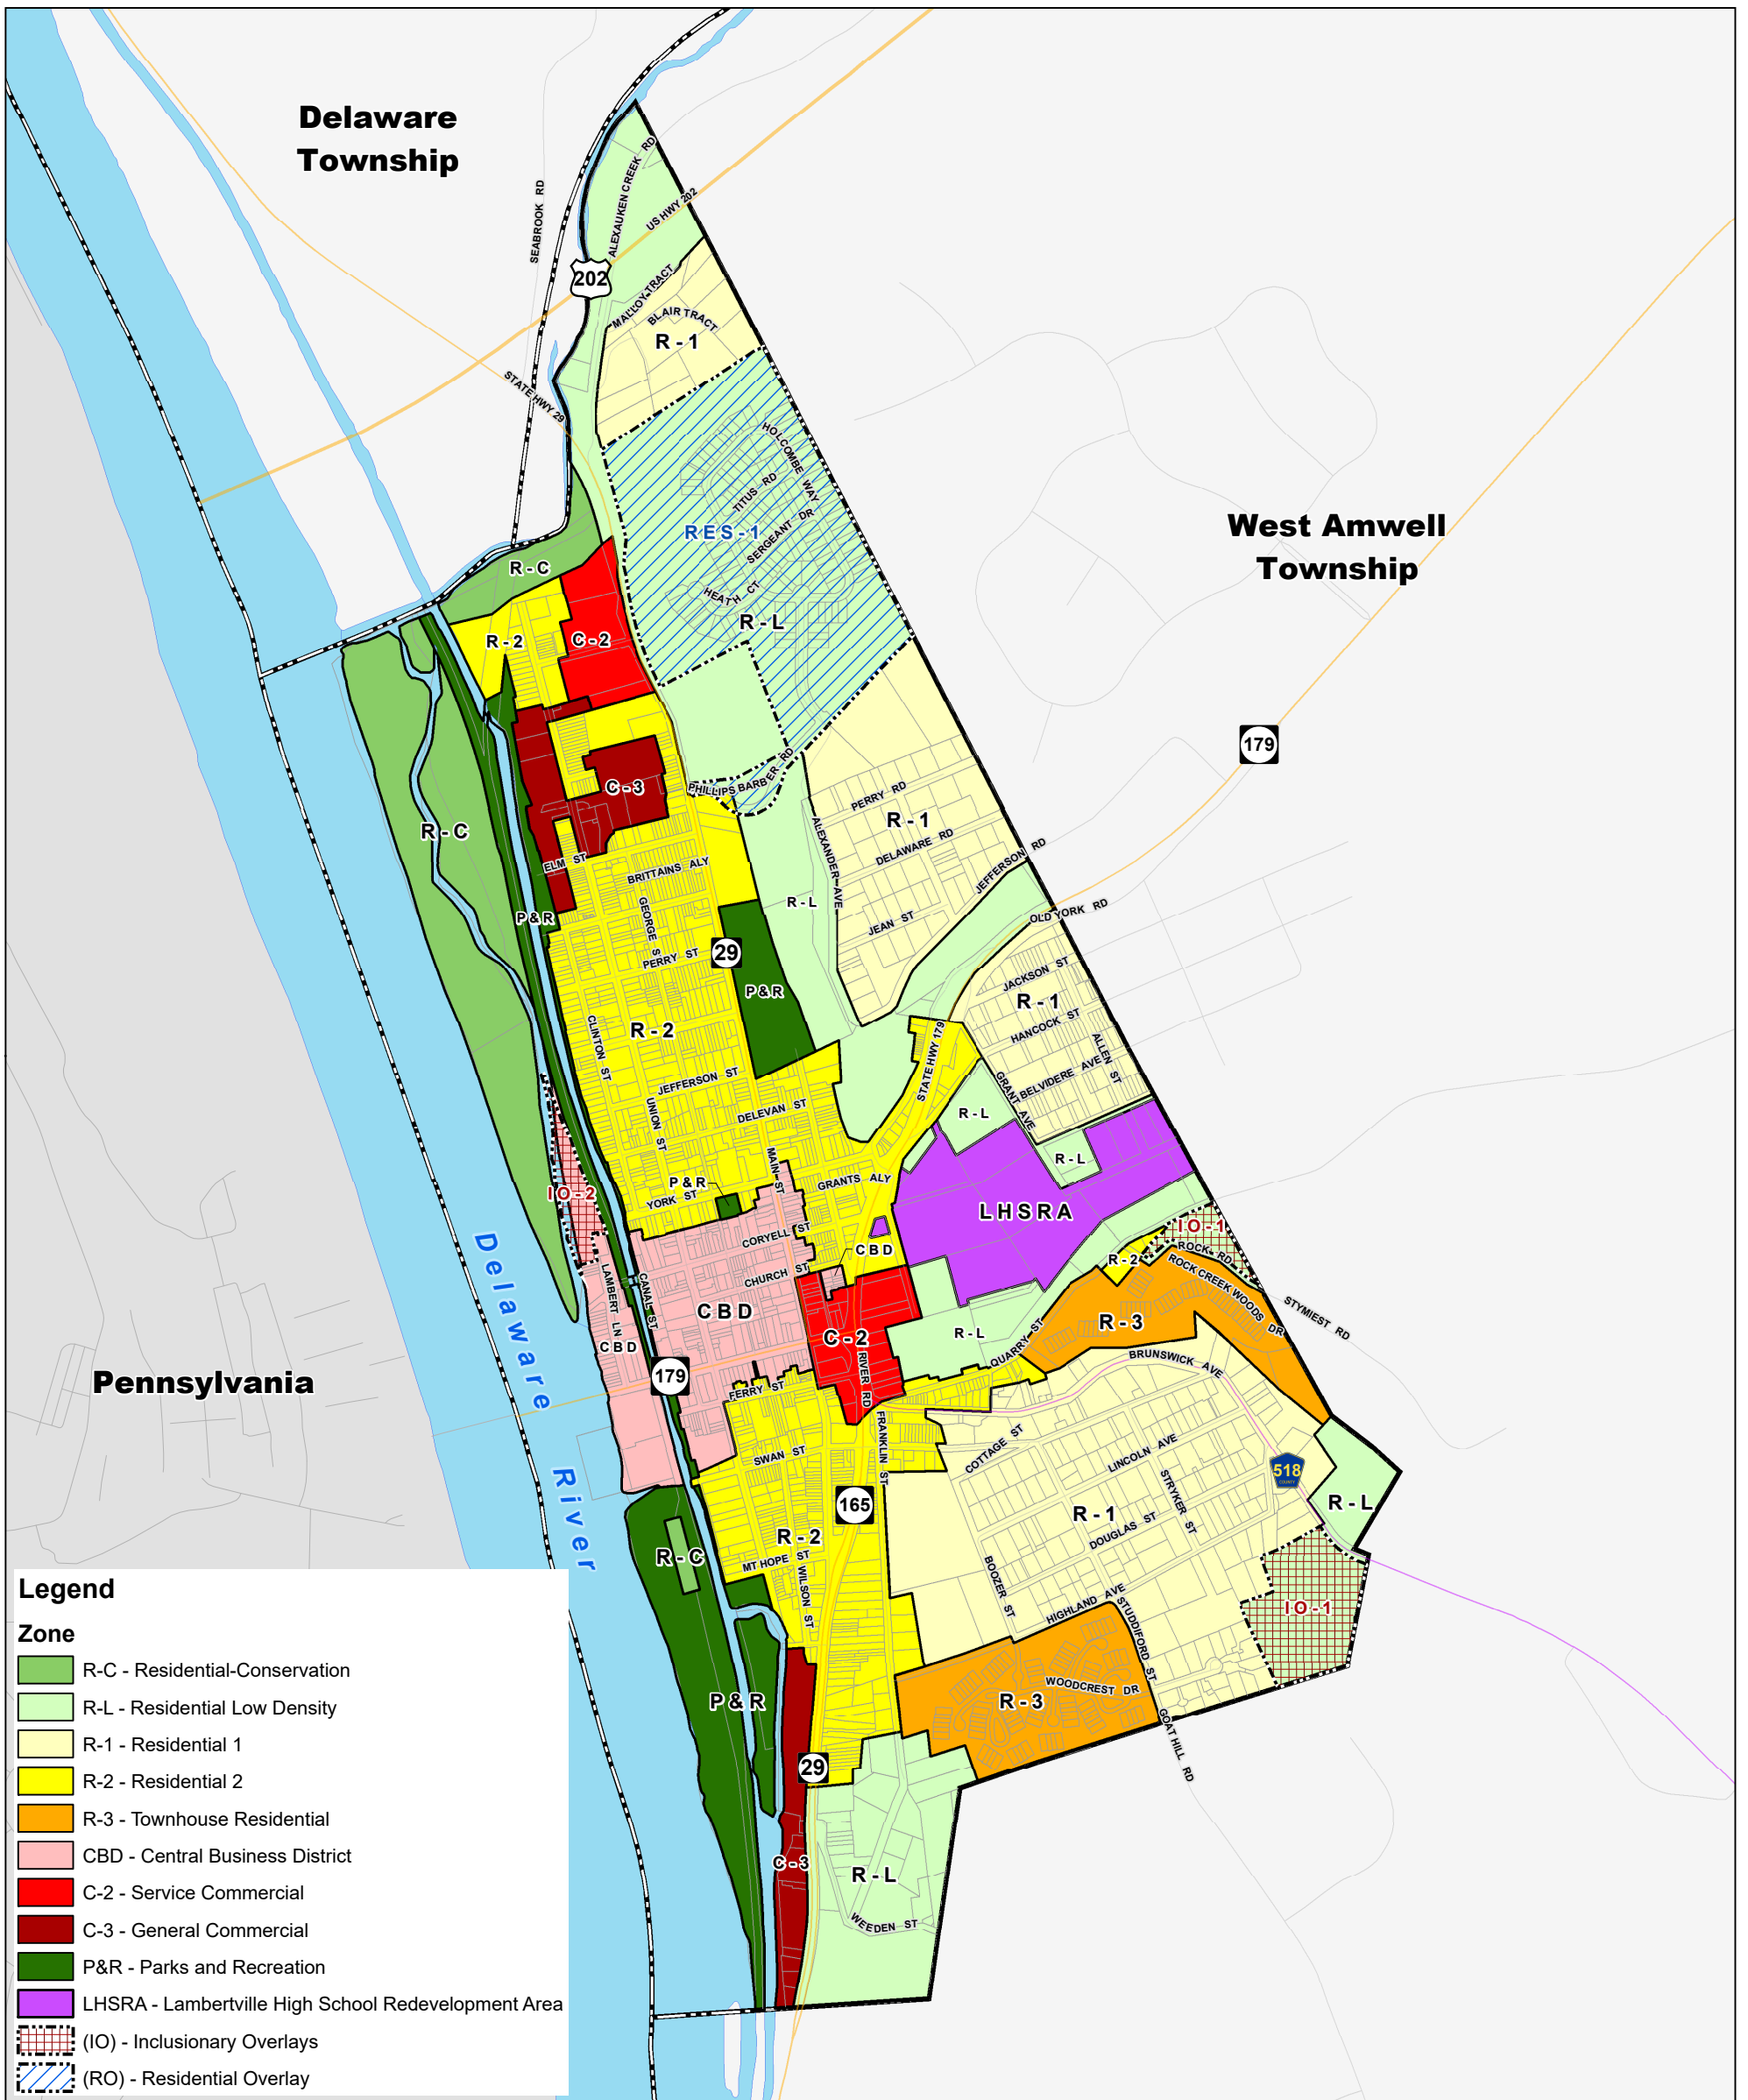 Delaware
Township
SEABROOK RD
ALEXAUKEN CREEK RD
US HWY 202
202
MALLOY TRACT
BLAIR TRACT
R - 1
STATE HWY 29
HOLCOMBE WAY
TITUS RD
SERGEANT DR
RES-1
HEATH CT
R - L
West Amwell
Township
R - C
R - 2
C - 2
179
C - 3
PHILLIPS BARBER RD
PERRY RD
R - 1
DELAWARE RD
ALEXANDER AVE
JEFFERSON RD
R - C
ELM ST
BRITTAINS ALY
R - L
JEAN ST
OLD YORK RD
P & R
GEORGE S
PERRY ST
29
P & R
JACKSON ST
R - 1
HANCOCK ST
ALLEN ST
BELVIDERE AVE
GRANT AVE
R - 2
CLINTON ST
JEFFERSON ST
UNION ST
DELEVAN ST
STATE HWY 179
R - L
R - L
MAIN ST
GRANTS ALY
P & R
YORK ST
IO-2
LHSRA
IO-1
ROCK RD
R - 2
ROCK CREEK WOODS DR
STYMIEST RD
CORYELL ST
CBD
CHURCH ST
LAMBERT LN
CANAL ST
CBD
CBD
C - 2
RIVER RD
R - L
QUARRY ST
R - 3
BRUNSWICK AVE
179
FERRY ST
Pennsylvania
Delaware
River
SWAN ST
FRANKLIN ST
COTTAGE ST
LINCOLN AVE
STRYKER ST
518
COUNTY
R - L
165
R - 1
DOUGLAS ST
R - 2
R - C
MT HOPE ST
WILSON ST
BOOZER ST
HIGHLAND AVE
STUDDIFORD ST
IO-1
P & R
R - 3
WOODCREST DR
GOAT HILL RD
29
C - 3
R - L
WEEDEN ST
Legend
Zone
R-C - Residential-Conservation
R-L - Residential Low Density
R-1 - Residential 1
R-2 - Residential 2
R-3 - Townhouse Residential
CBD - Central Business District
C-2 - Service Commercial
C-3 - General Commercial
P&R - Parks and Recreation
LHSRA - Lambertville High School Redevelopment Area
(IO) - Inclusionary Overlays
(RO) - Residential Overlay